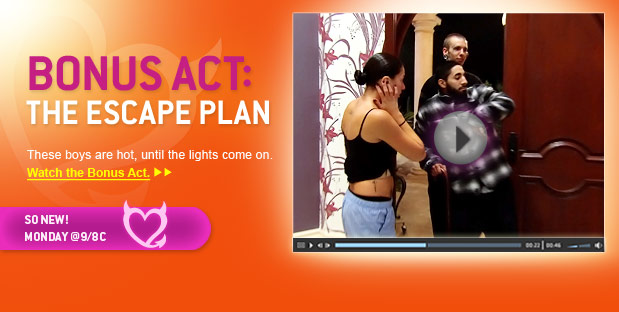 BONUS ACT:
THE ESCAPE PLAN
These boys are hot, until the lights come on.
Watch the Bonus Act.
SO NEW!
MONDAY @9/8C
00:22 00:46